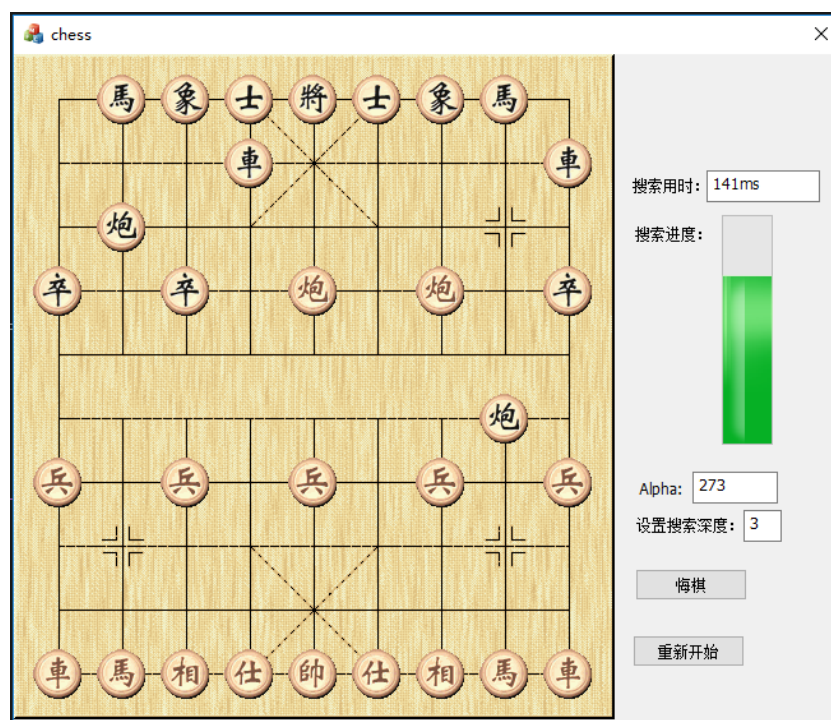 chess
馬象士將士象馬
車車
搜索用时: 141ms
炮
搜索进度:
卒卒炮炮卒
炮
兵兵兵兵兵
Alpha: 273
设置搜索深度: 3
悔棋
重新开始
車馬相仕帥仕相馬車